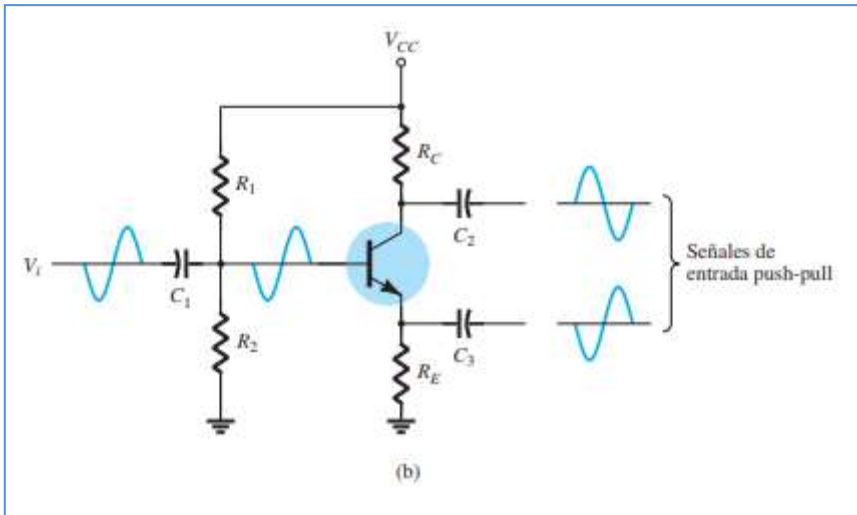 V_CC
R_C
R_1
C_2
V_i
C_1
Señales de
entrada push-pull
R_2
C_3
R_E
(b)